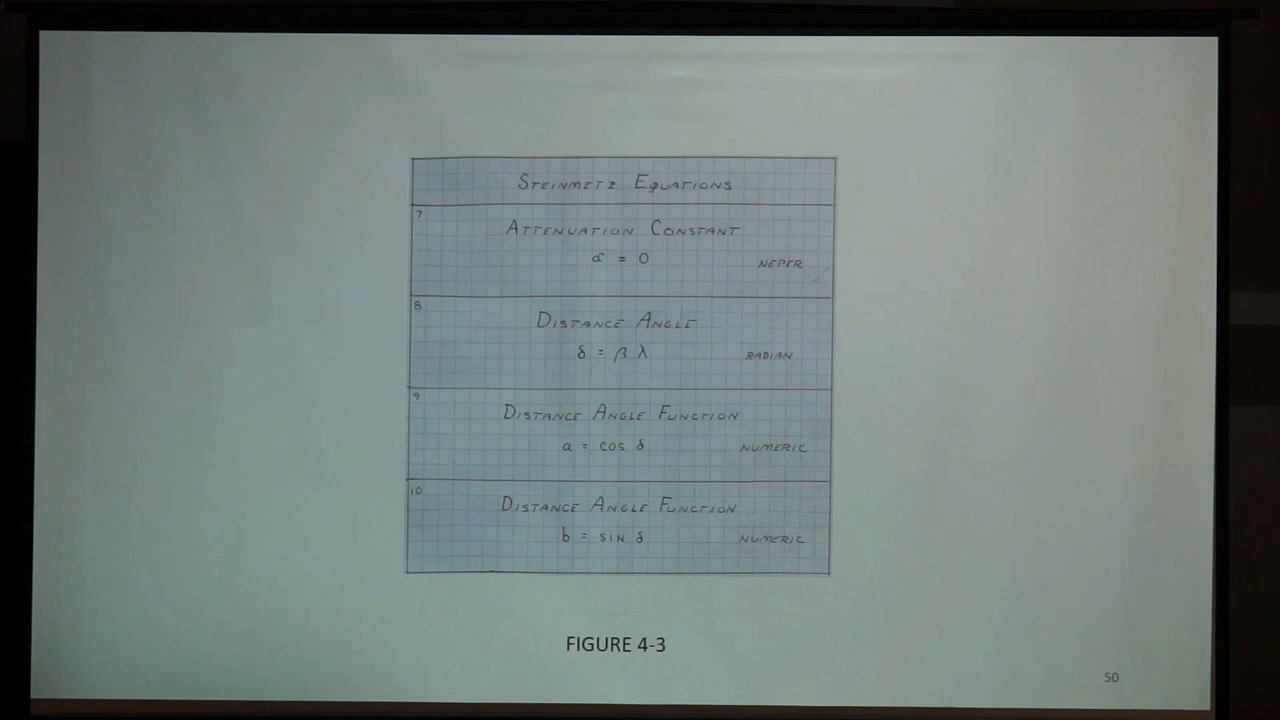 STEINMETZ EQUATIONS
7
ATTENUATION CONSTANT
α = 0 NEPER
8
DISTANCE ANGLE
δ = β λ RADIAN
9
DISTANCE ANGLE FUNCTION
a = COS δ NUMERIC
10
DISTANCE ANGLE FUNCTION
b = SIN δ NUMERIC
FIGURE 4-3
50